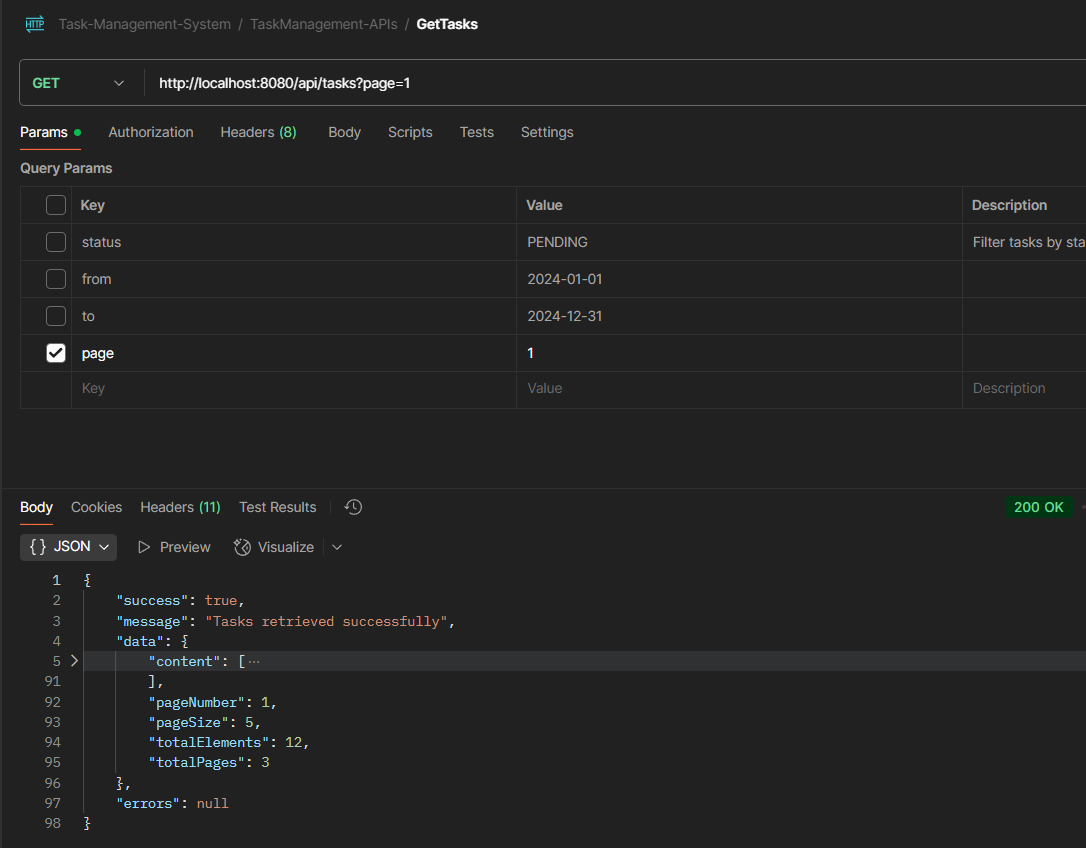 HTTP Task-Management-System / TaskManagement-APIs / GetTasks
GET http://localhost:8080/api/tasks?page=1
Params Authorization Headers (8) Body Scripts Tests Settings
Query Params
Key Value Description
status PENDING Filter tasks by sta
from 2024-01-01
to 2024-12-31
page 1
Key Value Description
Body Cookies Headers (11) Test Results 200 OK
{} JSON Preview Visualize
1 {
2 "success": true,
3 "message": "Tasks retrieved successfully",
4 "data": {
5 "content": [ ...
91 ],
92 "pageNumber": 1,
93 "pageSize": 5,
94 "totalElements": 12,
95 "totalPages": 3
96 },
97 "errors": null
98 }